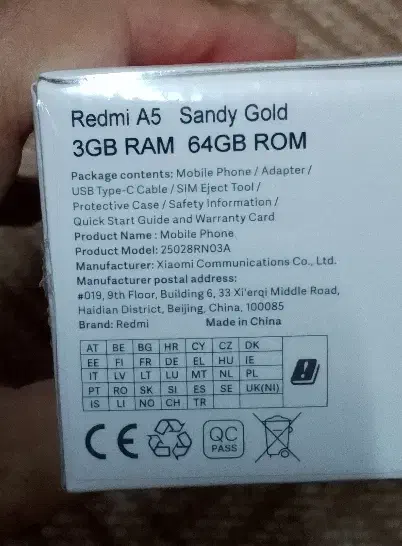 Redmi A5 Sandy Gold
3GB RAM 64GB ROM
Package contents: Mobile Phone / Adapter /
USB Type-C Cable / SIM Eject Tool /
Protective Case / Safety Information /
Quick Start Guide and Warranty Card
Product Name : Mobile Phone
Product Model: 25028RN03A
Manufacturer: Xiaomi Communications Co., Ltd.
Manufacturer postal address:
#019, 9th Floor, Building 6, 33 Xi'erqi Middle Road,
Haidian District, Beijing, China, 100085
Brand: Redmi Made in China
AT BE BG HR CY CZ DK
EE FI FR DE EL HU IE
IT LV LT LU MT NL PL
PT RO SK SI ES SE UK(NI)
IS LI NO CH TR
CE
QC
PASS